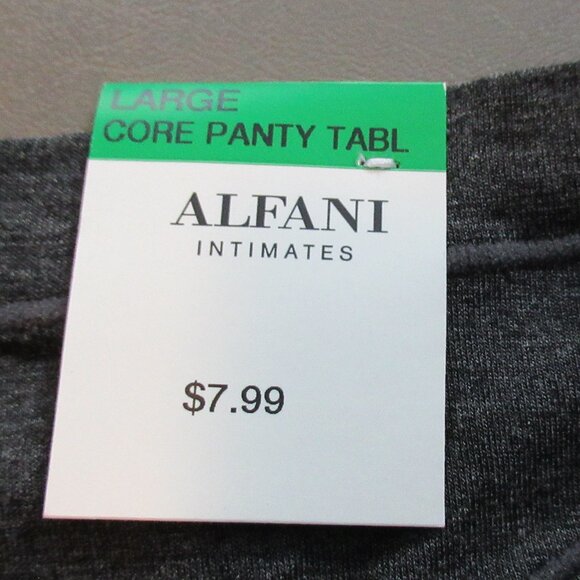 LARGE
CORE PANTY TABL
ALFANI
INTIMATES
$7.99